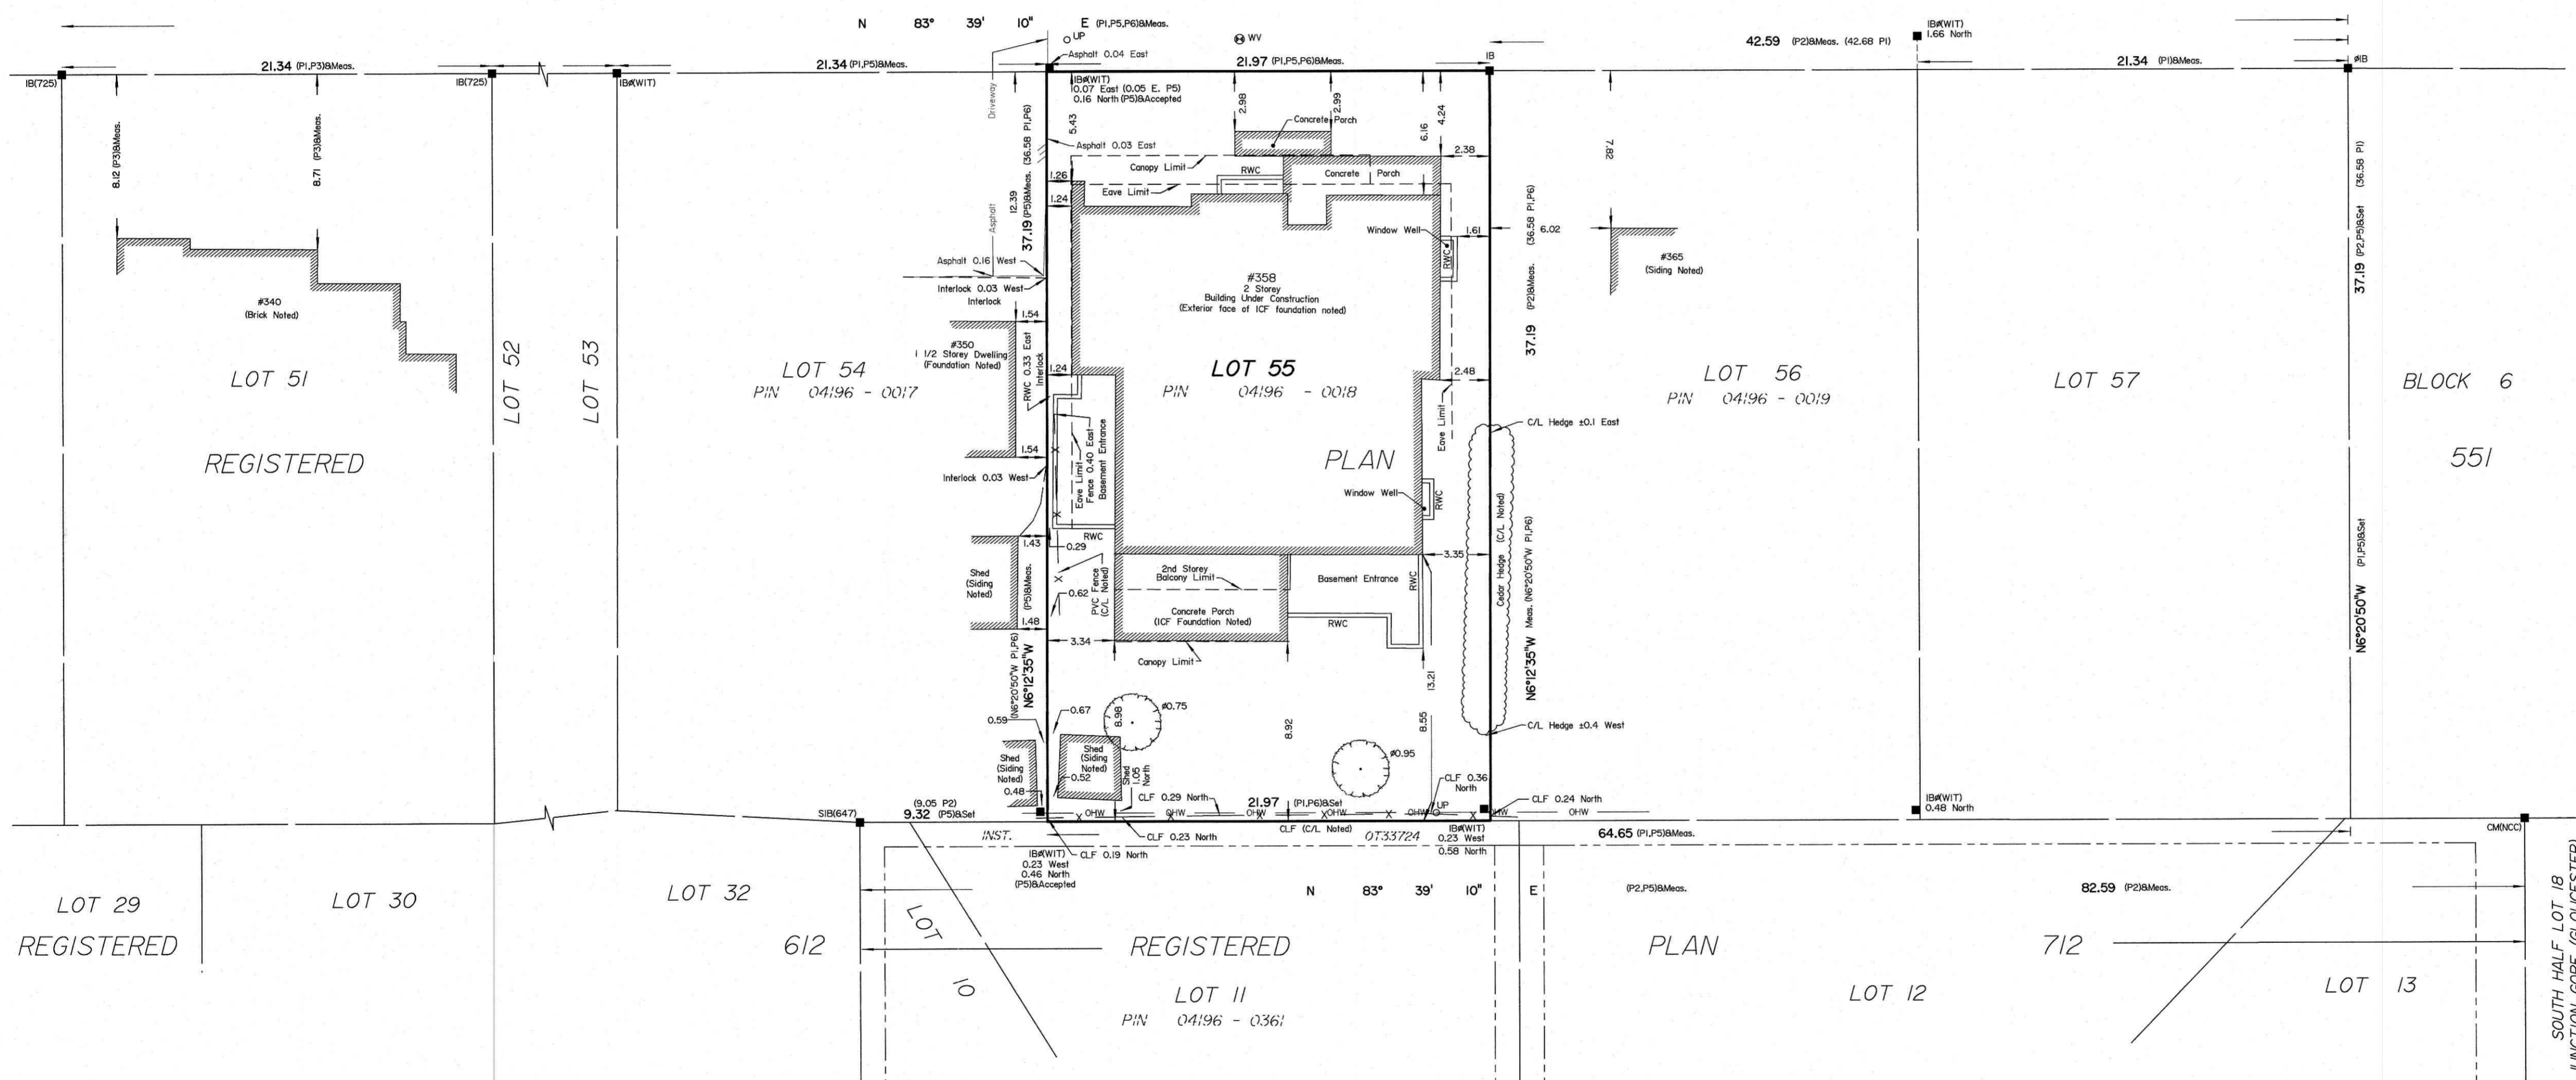 N 83° 39' 10" E (P1,P5,P6)&Meas.
UP
WV
IBø(WIT)
1.66 North
Asphalt 0.04 East
42.59 (P2)&Meas. (42.68 P1)
21.34 (P1,P3)&Meas.
21.34 (P1,P5)&Meas.
21.97 (P1,P5,P6)&Meas.
IB
21.34 (P1)&Meas.
øIB
IB(725)
IB(725)
IBø(WIT)
IBø(WIT)
0.07 East (0.05 E. P5)
0.16 North (P5)&Accepted
Driveway
8.12 (P3)&Meas.
8.71 (P3)&Meas.
5.43
2.98
2.99
6.16
4.24
Concrete Porch
Asphalt 0.03 East
Canopy Limit
RWC
Concrete Porch
2.38
7.82
1.26
Eave Limit
1.24
12.39
37.19 (P5)&Meas. (36.58 P1,P6)
Asphalt
Window Well
1.61
RWC
6.02
(36.58 P1,P6)
37.19 (P2)&Meas.
37.19 (P2,P5)&Set (36.58 P1)
Asphalt 0.16 West
Interlock 0.03 West
Interlock
#365
(Siding Noted)
#358
2 Storey
Building Under Construction
(Exterior face of ICF foundation noted)
#340
(Brick Noted)
1.54
#350
1 1/2 Storey Dwelling
(Foundation Noted)
RWC 0.33 East
Interlock
1.24
LOT 51
LOT 52
LOT 53
LOT 54
PIN 04196 - 0017
LOT 55
PIN 04196 - 0018
2.48
LOT 56
PIN 04196 - 0019
LOT 57
BLOCK 6
REGISTERED
PLAN
551
Eave Limit
Fence 0.40 East
Basement Entrance
Eave Limit
C/L Hedge ±0.1 East
1.54
Interlock 0.03 West
Window Well
RWC
Cedar Hedge (C/L Noted)
RWC
0.29
1.43
Shed
(Siding
Noted)
(P5)&Meas.
0.62
PVC Fence
(C/L Noted)
2nd Storey
Balcony Limit
Basement Entrance
RWC
3.35
Concrete Porch
(ICF Foundation Noted)
RWC
1.48
3.34
Canopy Limit
(N6°20'50"W P1,P6)
N6°12'35"W
N6°12'35"W Meas. (N6°20'50"W P1,P6)
N6°20'50"W (P1,P5)&Set
13.21
0.59
0.67
8.98
ø0.75
8.92
8.55
C/L Hedge ±0.4 West
Shed
(Siding
Noted)
0.48
Shed
(Siding
Noted)
0.52
Shed
1.05
North
ø0.95
CLF 0.36
North
CLF 0.29 North
21.97 (P1,P6)&Set
UP
CLF 0.24 North
IBø(WIT)
0.48 North
SIB(647)
(9.05 P2)
9.32 (P5)&Set
OHW
OHW
OHW
OHW
OHW
OHW
OHW
INST.
CLF 0.23 North
CLF (C/L Noted)
OT33724
IBø(WIT)
0.23 West
0.58 North
64.65 (P1,P5)&Meas.
CM(NCC)
IBø(WIT)
0.23 West
0.46 North
(P5)&Accepted
CLF 0.19 North
N 83° 39' 10" E (P2,P5)&Meas.
82.59 (P2)&Meas.
LOT 29
LOT 30
LOT 32
LOT 10
REGISTERED
612
REGISTERED
PLAN
712
LOT 11
PIN 04196 - 0361
LOT 12
LOT 13
SOUTH HALF LOT 18
JUNCTION GORE (GLOUCESTER)